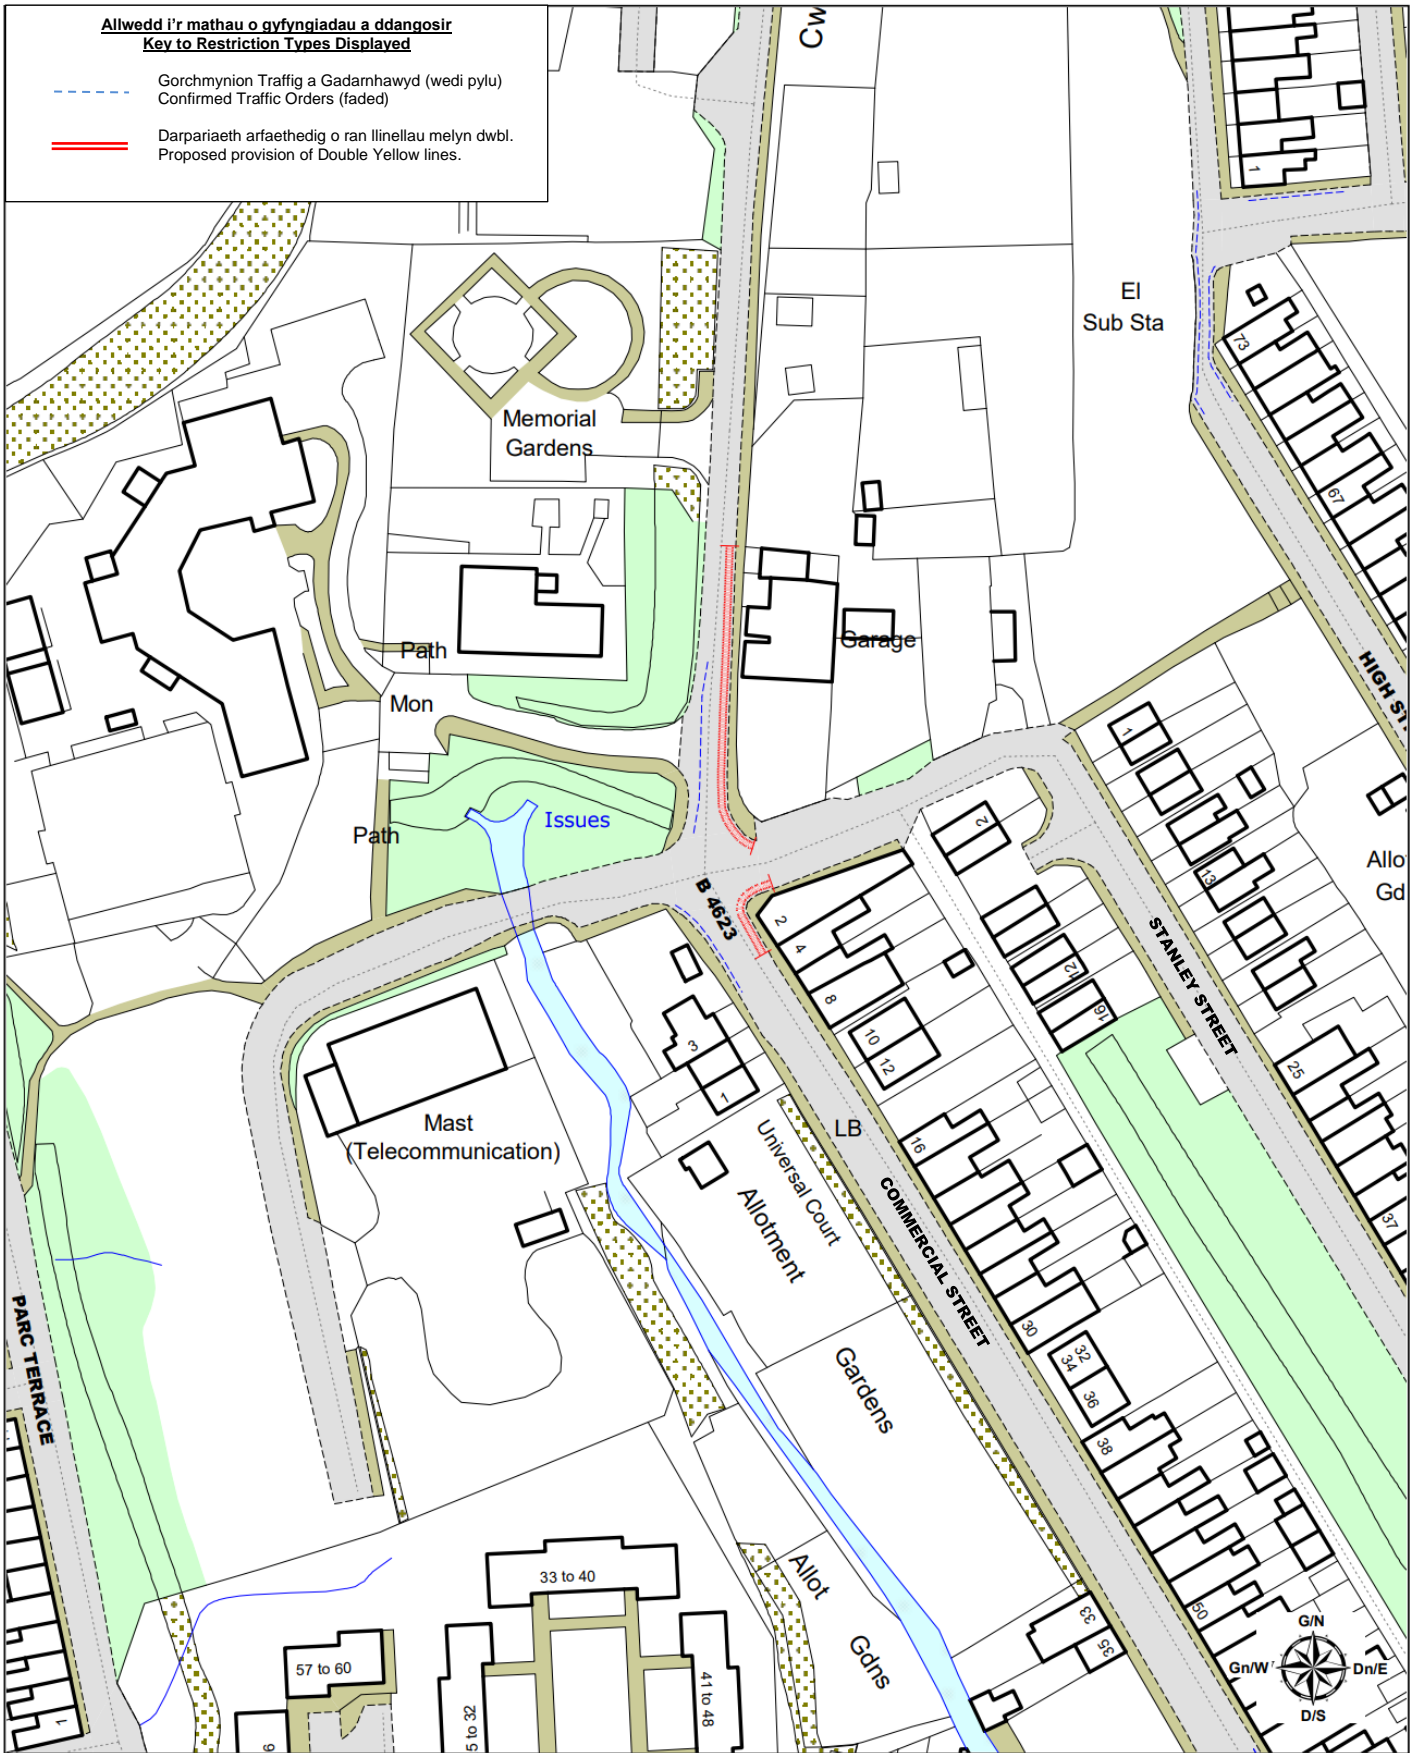 Allwedd i'r mathau o gyfyngiadau a ddangosir
Key to Restriction Types Displayed
Gorchmynion Traffig a Gadarnhawyd (wedi pylu)
Confirmed Traffic Orders (faded)
Darpariaeth arfaethedig o ran llinellau melyn dwbl.
Proposed provision of Double Yellow lines.
Cw
1
El
Sub Sta
73
67
Memorial
Gardens
Path
Mon
Garage
HIGH ST
Issues
Path
B 4623
1
2
13
Allo
Gd
2
4
8
10
12
12
16
STANLEY STREET
25
37
3
1
Mast
(Telecommunication)
LB
Universal Court
Allotment
Gardens
16
COMMERCIAL STREET
30
32
34
36
38
50
PARC TERRACE
1
33 to 40
57 to 60
5 to 32
41 to 48
Allot
Gdns
33
35
G/N
Gn/W
Dn/E
D/S